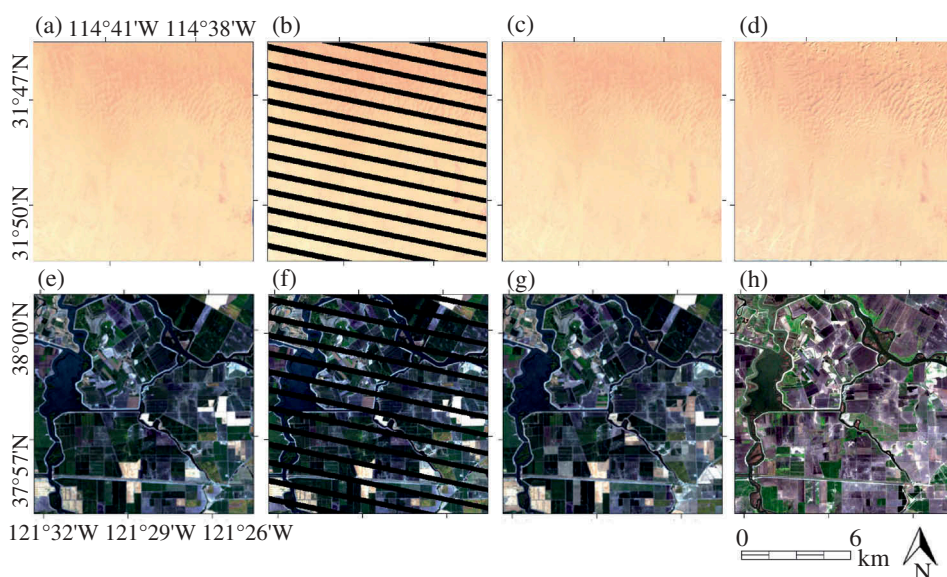 (a) 114°41'W 114°38'W (b) (c) (d)
31°47'N
31°50'N
(e) (f) (g) (h)
38°00'N
37°57'N
121°32'W 121°29'W 121°26'W
0 6
km
N